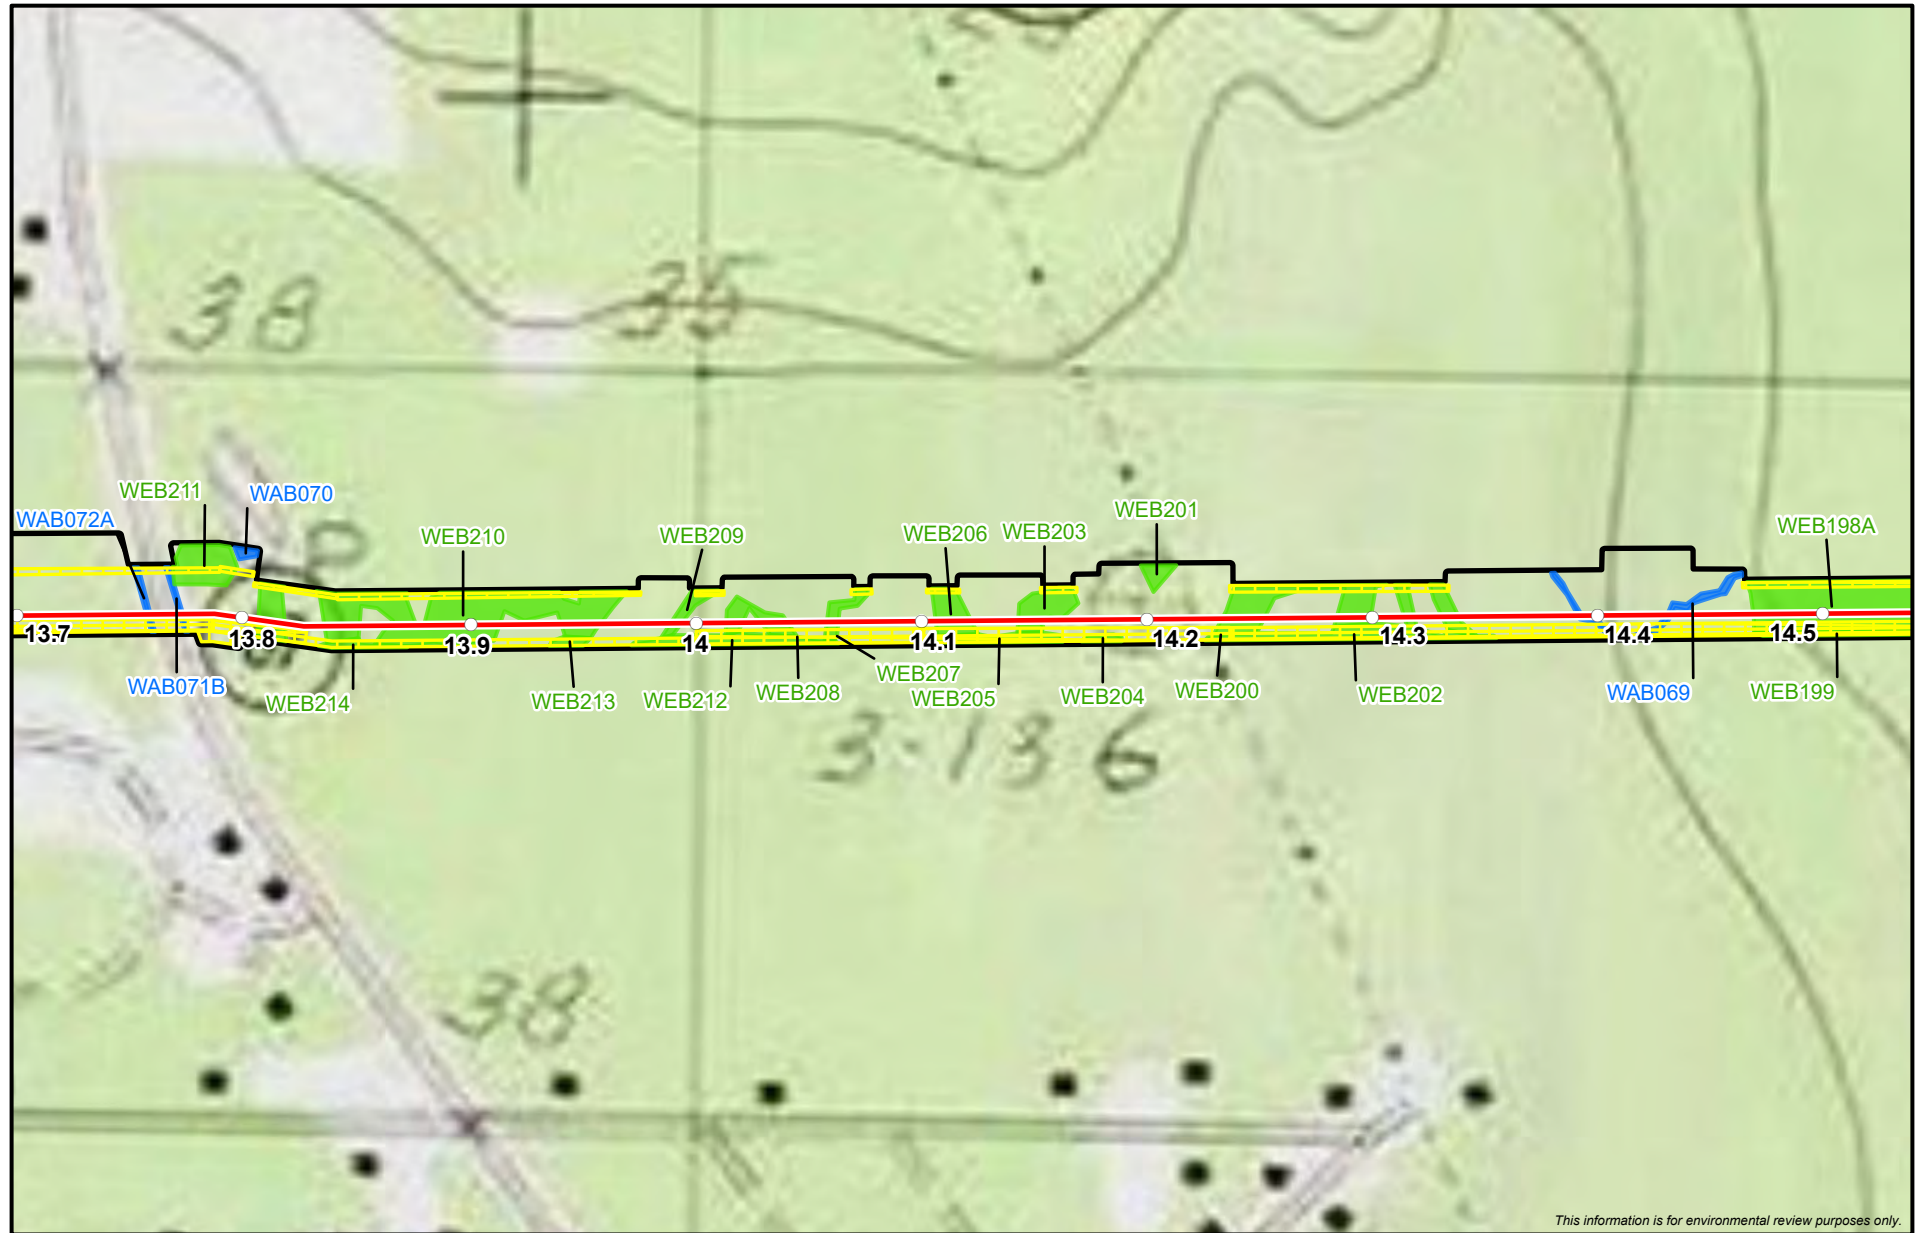 38
35
WEB211
WAB070
WAB072A
WEB210
WEB209
WEB206
WEB203
WEB201
WEB198A
13.7
13.8
13.9
14
14.1
14.2
14.3
14.4
14.5
WAB071B
WEB214
WEB213
WEB212
WEB208
WEB207
WEB205
WEB204
WEB200
WEB202
WAB069
WEB199
3-136
38
This information is for environmental review purposes only.